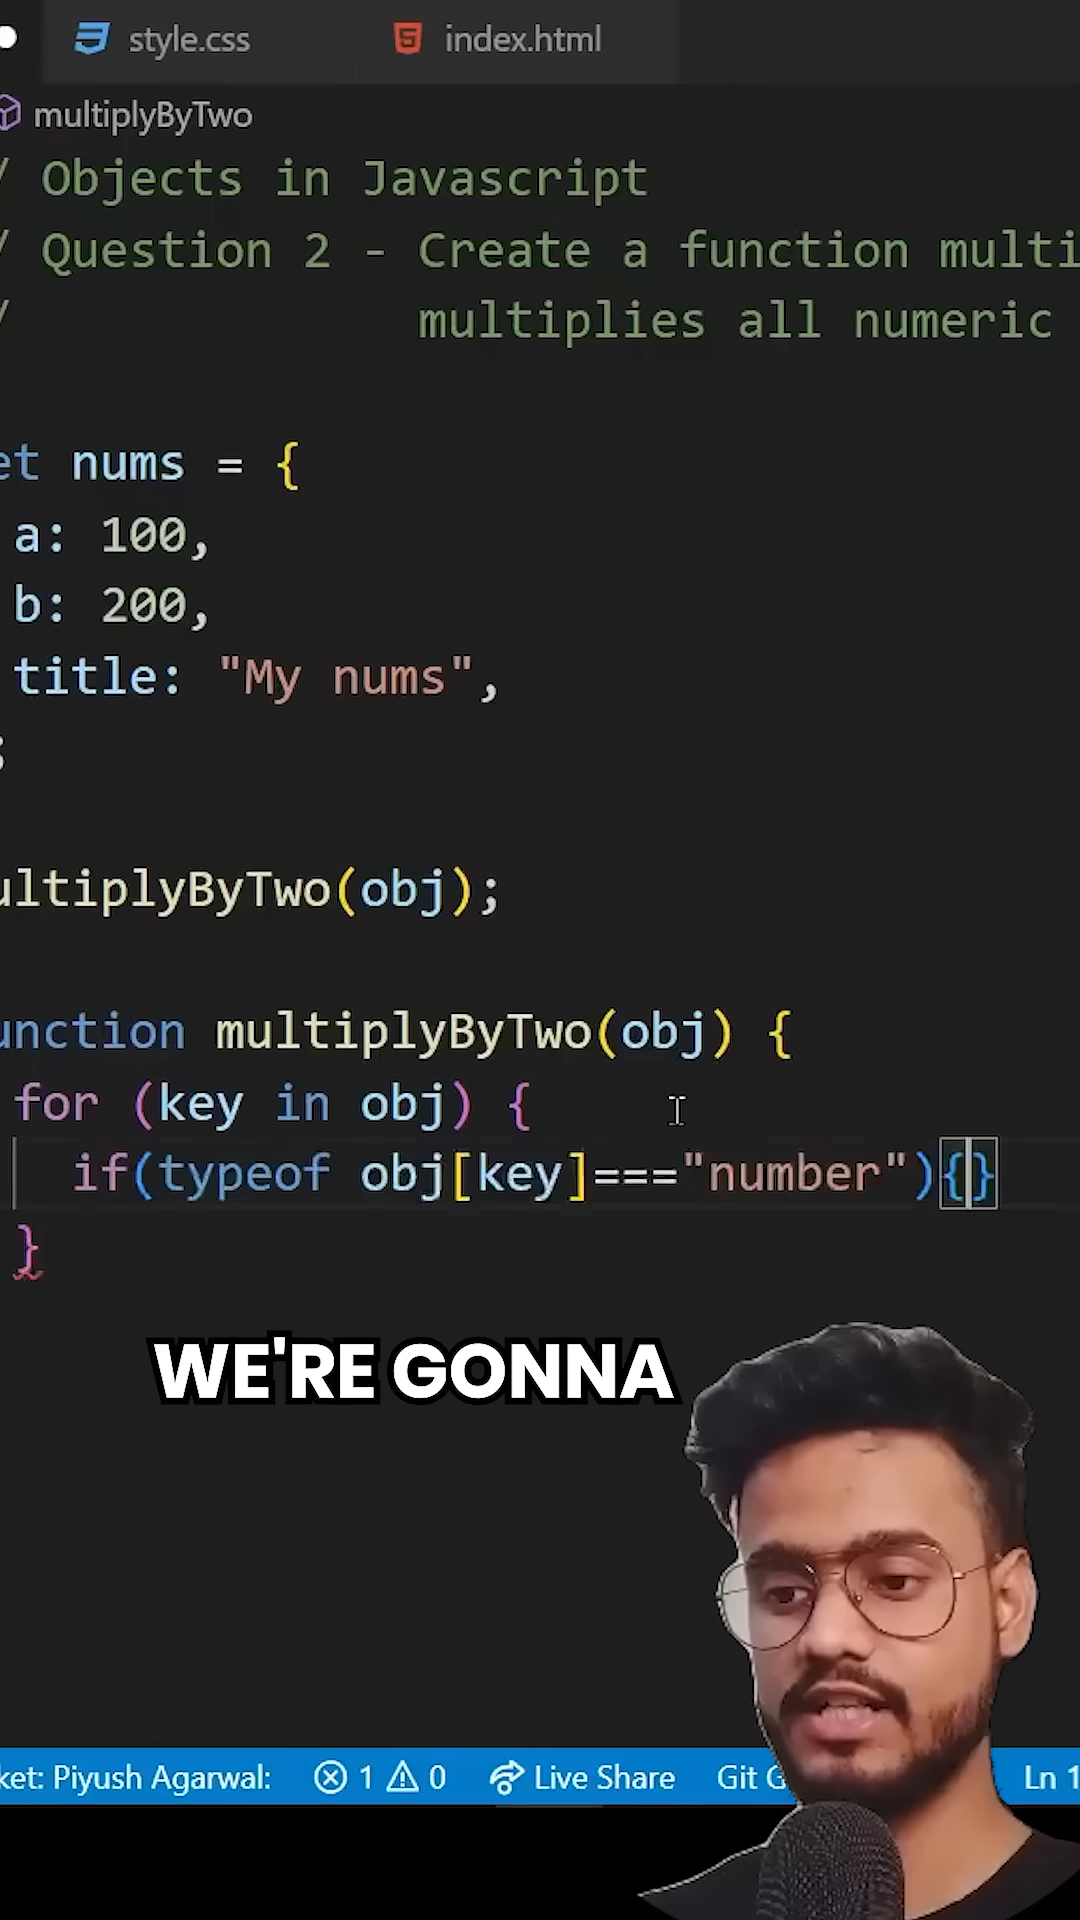 style.css index.html
multiplyByTwo
/ Objects in Javascript
/ Question 2 - Create a function multi
/ multiplies all numeric
et nums = {
a: 100,
b: 200,
title: "My nums",
;
ultiplyByTwo(obj);
unction multiplyByTwo(obj) {
for (key in obj) {
if(typeof obj[key]==="number"){}
}
WE'RE GONNA
ket: Piyush Agarwal: 1 0 Live Share Git G Ln 1